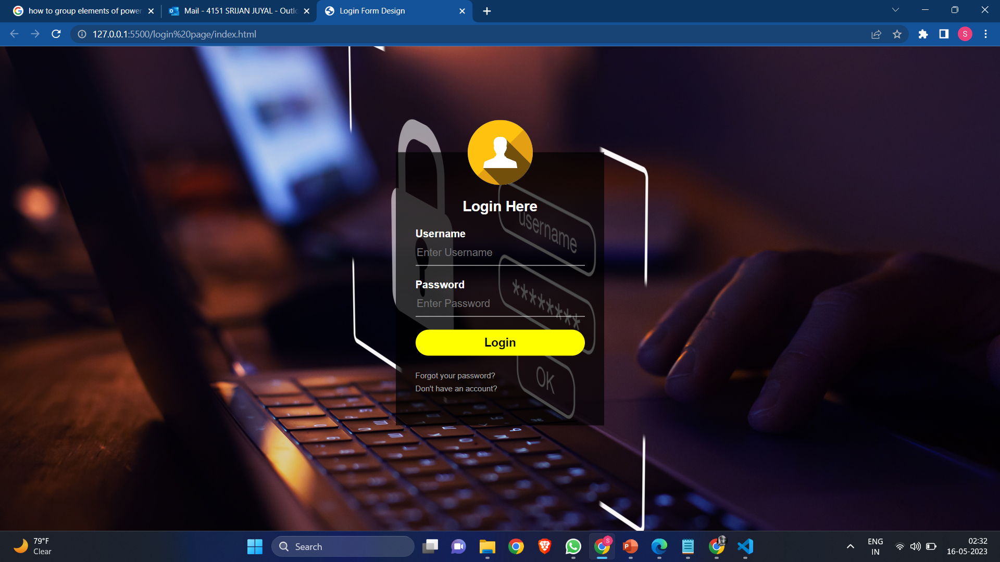 how to group elements of power
Mail - 4151 SRIJAN JUYAL - Outlo
Login Form Design
127.0.0.1:5500/login%20page/index.html
S
Login Here
username
Username
Enter Username
Password
********
Enter Password
Login
OK
Forgot your password?
Don't have an account?
79°F
Clear
Search
S
P
ENG
IN
02:32
16-05-2023